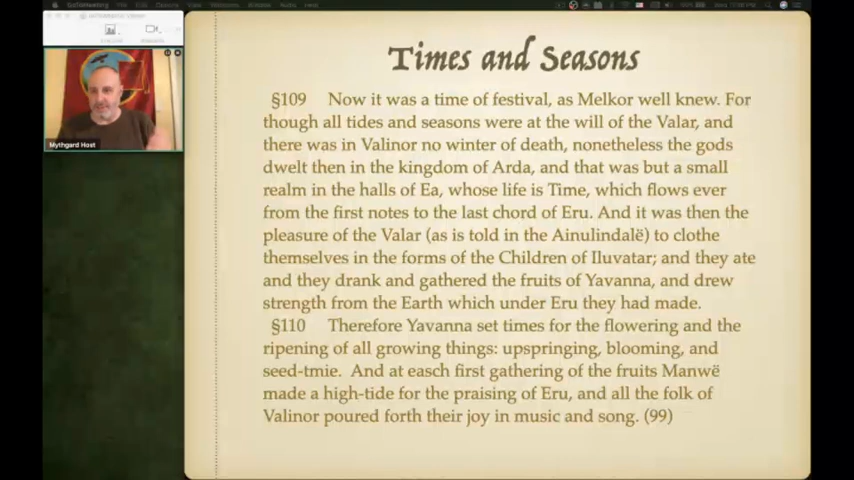 Times and Seasons
§109 Now it was a time of festival, as Melkor well knew. For
though all tides and seasons were at the will of the Valar, and
there was in Valinor no winter of death, nonetheless the gods
dwelt then in the kingdom of Arda, and that was but a small
realm in the halls of Ea, whose life is Time, which flows ever
from the first notes to the last chord of Eru. And it was then the
pleasure of the Valar (as is told in the Ainulindalë) to clothe
themselves in the forms of the Children of Iluvatar; and they ate
and they drank and gathered the fruits of Yavanna, and drew
strength from the Earth which under Eru they had made.
§110 Therefore Yavanna set times for the flowering and the
ripening of all growing things: upspringing, blooming, and
seed-tmie. And at easch first gathering of the fruits Manwë
made a high-tide for the praising of Eru, and all the folk of
Valinor poured forth their joy in music and song. (99)
Mythgard Host